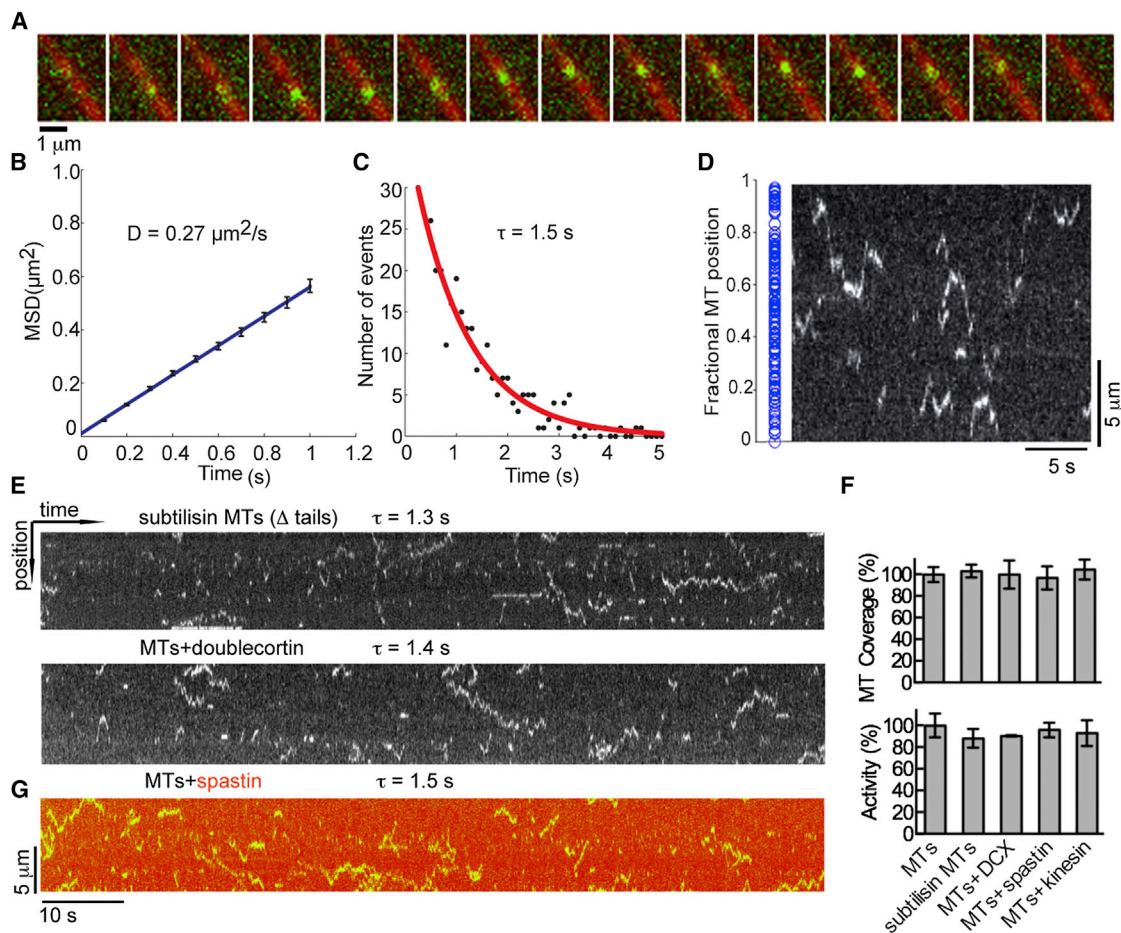 A
1 μm
B
MSD(μm2)
1.0
0.8
0.6
0.4
0.2
0
D = 0.27 μm2/s
0 0.2 0.4 0.6 0.8 1 1.2
Time (s)
C
Number of events
30
25
20
15
10
5
0
τ = 1.5 s
0 1 2 3 4 5
Time (s)
D
Fractional MT position
1
0.8
0.6
0.4
0.2
0
5 μm
5 s
E
time
position
subtilisin MTs (Δ tails) τ = 1.3 s
MTs+doublecortin τ = 1.4 s
G
MTs+spastin τ = 1.5 s
5 μm
10 s
F
MT Coverage (%)
100
80
60
40
20
0
Activity (%)
100
80
60
40
20
0
MTs
subtilisin MTs
MTs+DCX
MTs+spastin
MTs+kinesin